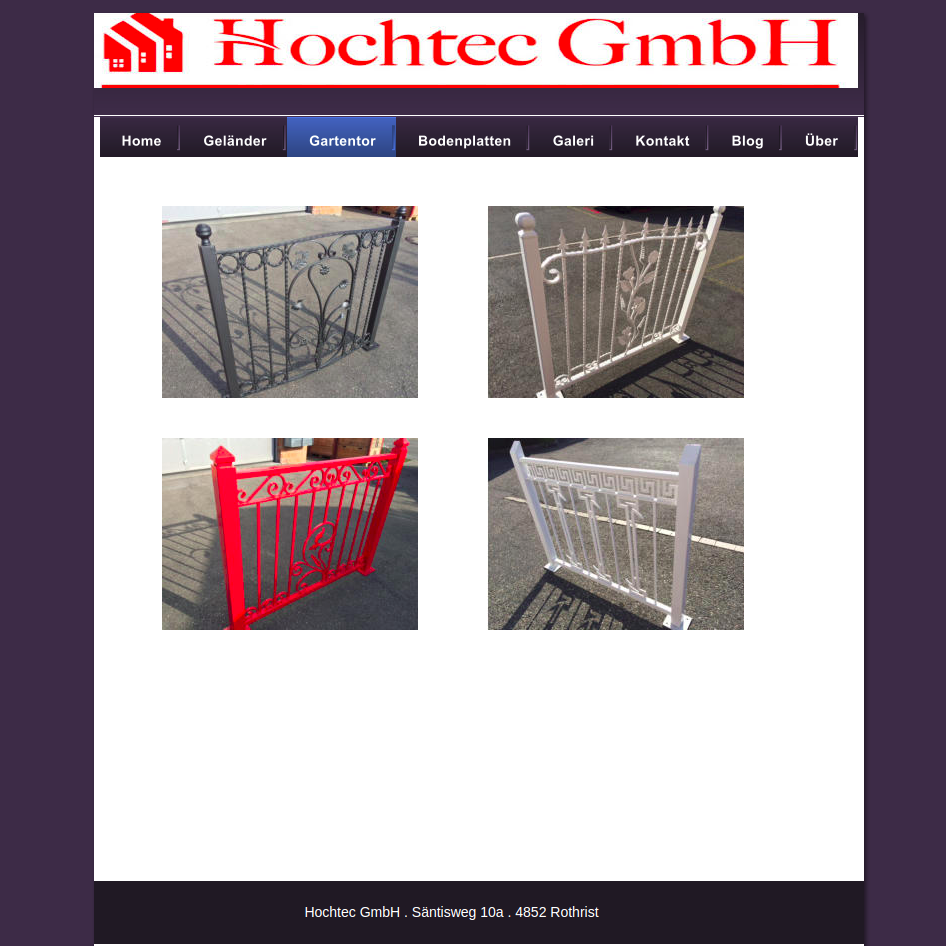 Hochtec GmbH
Home Geländer Gartentor Bodenplatten Galeri Kontakt Blog Über
Hochtec GmbH . Säntisweg 10a . 4852 Rothrist